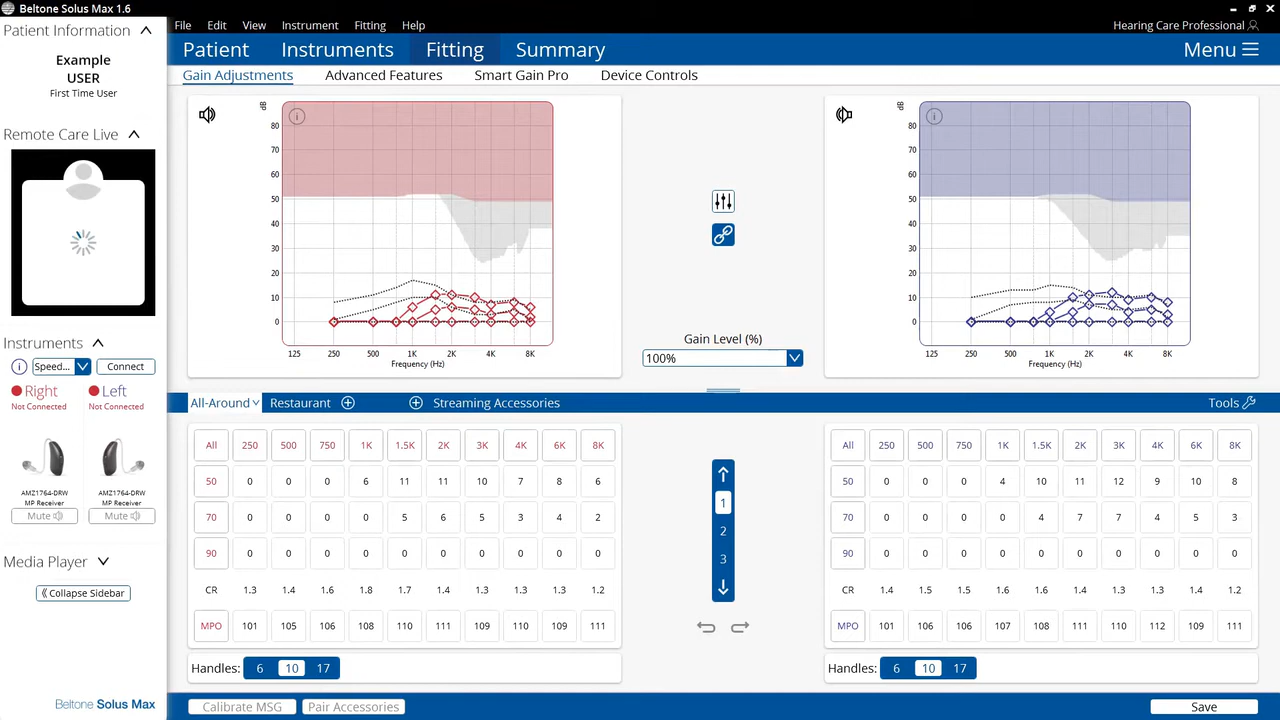 Beltone Solus Max 1.6
File Edit View Instrument Fitting Help
Hearing Care Professional
Patient Information
Example
USER
First Time User
Remote Care Live
Instruments
Speed...
Connect
Right
Not Connected
Left
Not Connected
AMZ1764-DRW
MP Receiver
AMZ1764-DRW
MP Receiver
Mute
Mute
Media Player
Collapse Sidebar
Beltone Solus Max
Patient Instruments Fitting Summary
Menu
Gain Adjustments Advanced Features Smart Gain Pro Device Controls
dB
80
70
60
50
40
30
20
10
0
125 250 500 1K 2K 4K 8K
Frequency (Hz)
Gain Level (%)
100%
dB
80
70
60
50
40
30
20
10
0
125 250 500 1K 2K 4K 8K
Frequency (Hz)
All-Around Restaurant Streaming Accessories
Tools
All 250 500 750 1K 1.5K 2K 3K 4K 6K 8K
50 0 0 0 6 11 11 10 7 8 6
70 0 0 0 0 5 6 5 3 4 2
90 0 0 0 0 0 0 0 0 0 0
CR 1.3 1.4 1.6 1.8 1.7 1.4 1.3 1.3 1.3 1.2
MPO 101 105 106 108 110 111 109 110 109 111
Handles: 6 10 17
1
2
3
All 250 500 750 1K 1.5K 2K 3K 4K 6K 8K
50 0 0 0 4 10 11 12 9 10 8
70 0 0 0 0 4 7 7 4 5 3
90 0 0 0 0 0 0 0 0 0 0
CR 1.4 1.5 1.5 1.6 1.6 1.4 1.3 1.3 1.4 1.2
MPO 101 106 106 107 108 111 110 112 109 111
Handles: 6 10 17
Calibrate MSG
Pair Accessories
Save